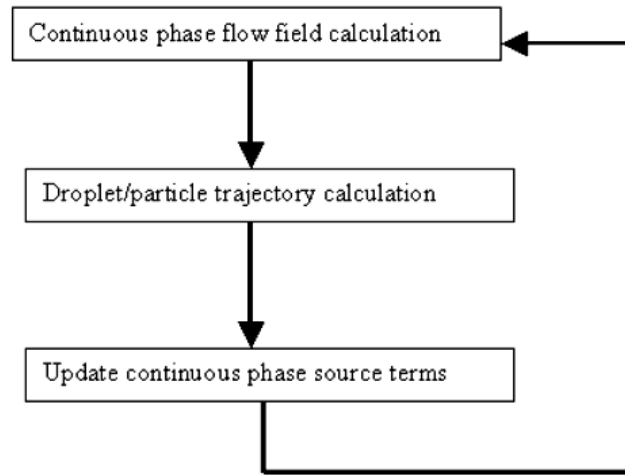 Continuous phase flow field calculation
Droplet/particle trajectory calculation
Update continuous phase source terms